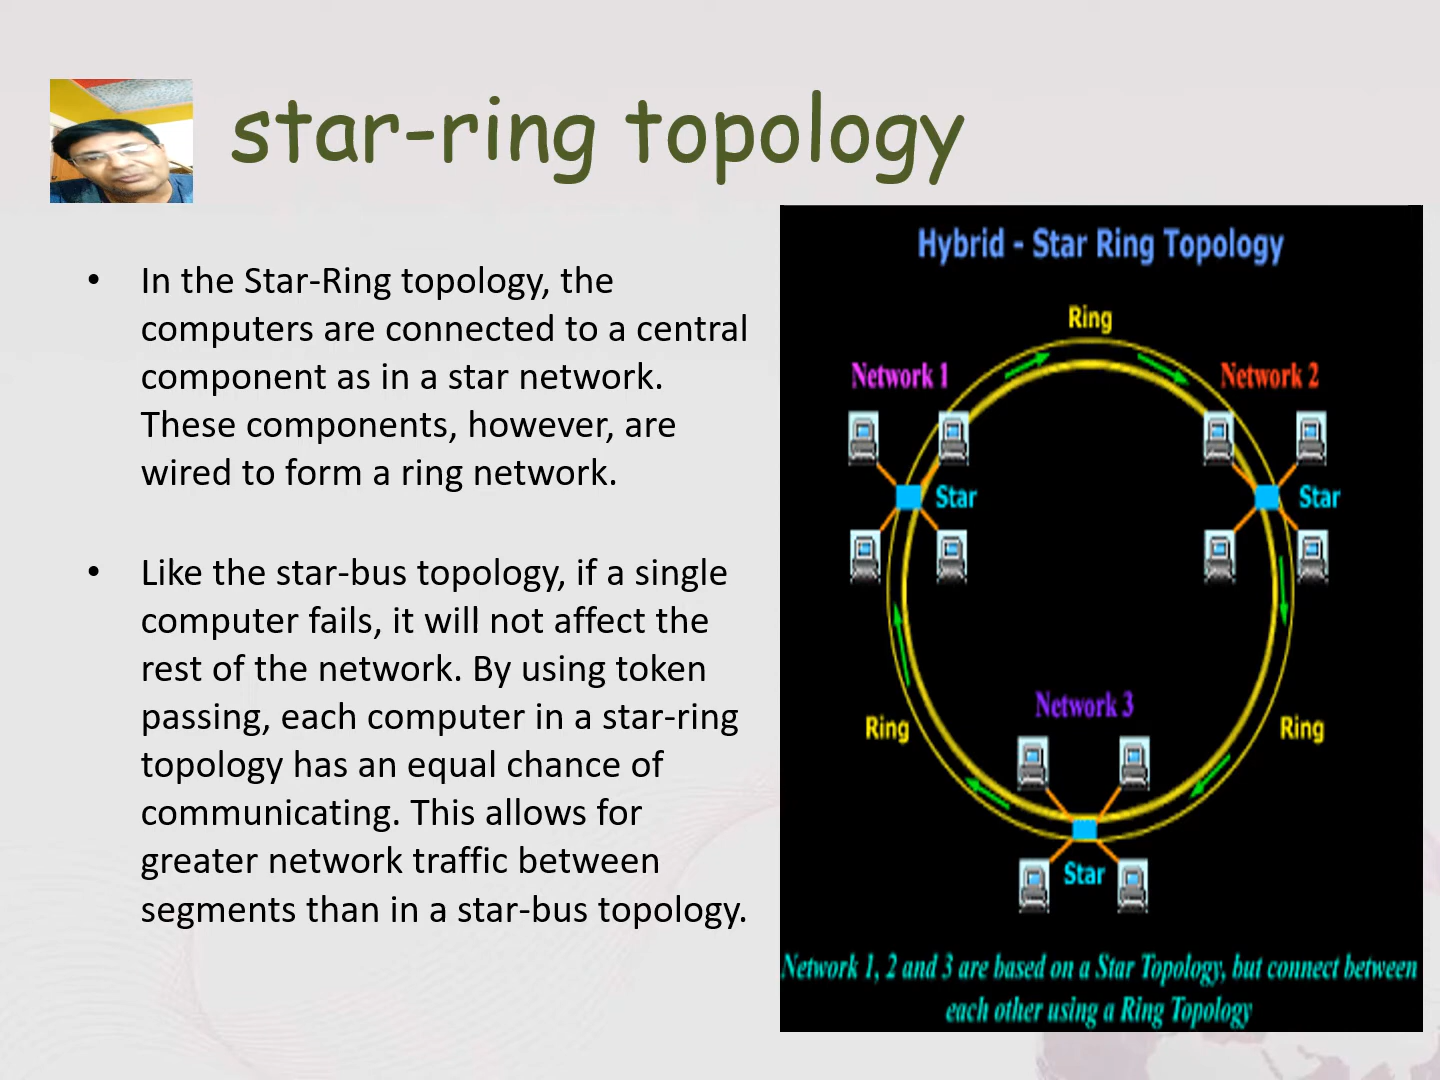 star-ring topology
• In the Star-Ring topology, the
computers are connected to a central
component as in a star network.
These components, however, are
wired to form a ring network.
• Like the star-bus topology, if a single
computer fails, it will not affect the
rest of the network. By using token
passing, each computer in a star-ring
topology has an equal chance of
communicating. This allows for
greater network traffic between
segments than in a star-bus topology.
Hybrid - Star Ring Topology
Ring
Network 1
Network 2
Star
Star
Network 3
Ring
Ring
Star
Network 1, 2 and 3 are based on a Star Topology, but connect between
each other using a Ring Topology